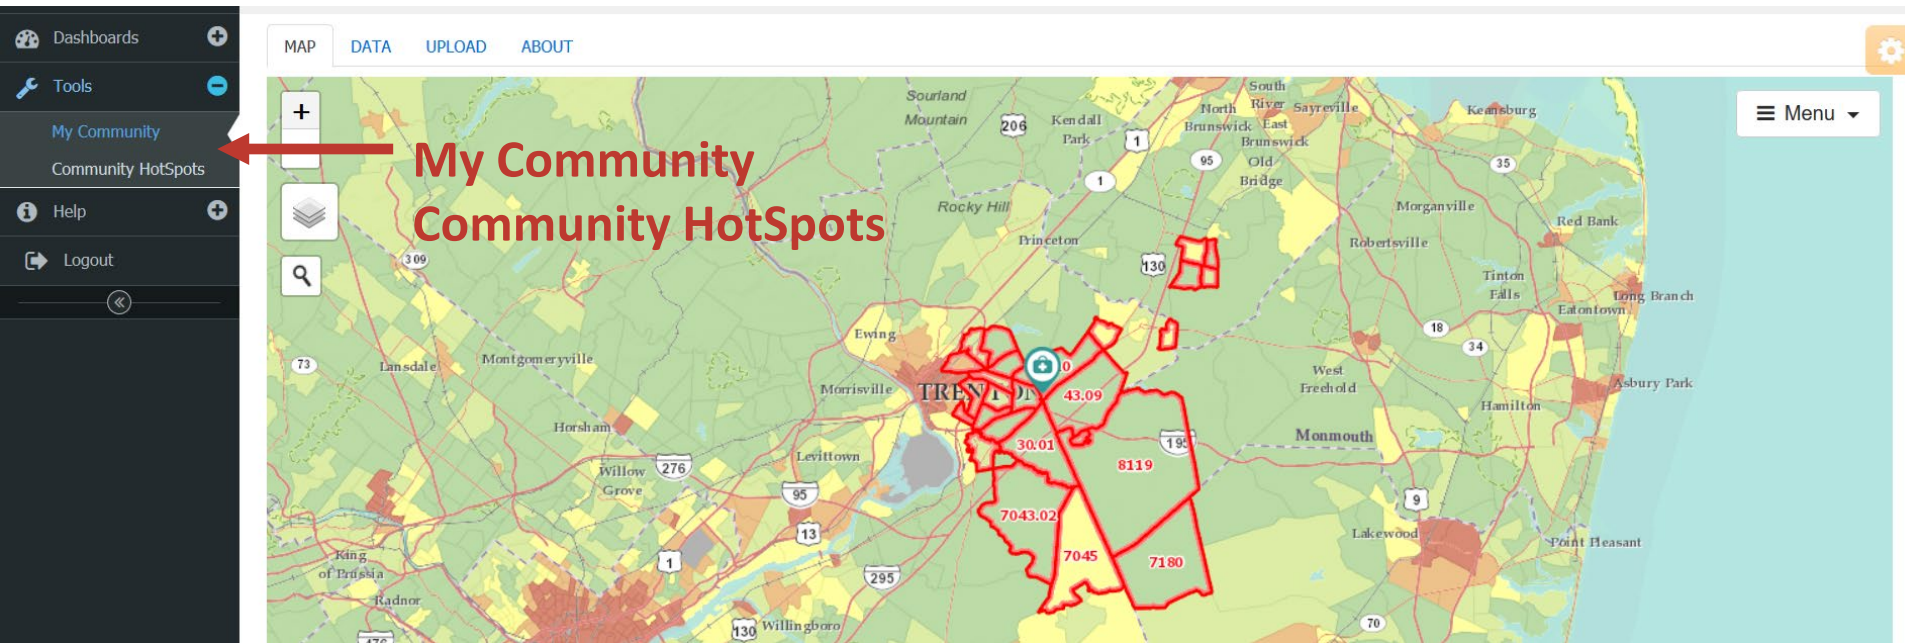 Dashboards
Tools
My Community
Community HotSpots
Help
Logout
MAP DATA UPLOAD ABOUT
+
Menu
My Community
Community HotSpots
Sourland
Mountain
206
Kendall
Park
1
South
River
Sayreville
North
Brunswick
East
Brunswick
95
Old
Bridge
Keansburg
35
1
Rocky Hill
Princeton
Morganville
Red Bank
Robertsville
309
130
Tinton
Falls
Long Branch
Eatontown
Ewing
18
34
73
Lansdale
Montgomeryville
Morrisville
TRENTON
43.09
West
Freehold
Asbury Park
Hamilton
Horsham
Levittown
30.01
195
Monmouth
8119
Willow
Grove
276
95
9
7043.02
13
Lakewood
Point Pleasant
King
of Prussia
1
7045
7180
295
Radnor
476
130
Willingboro
70